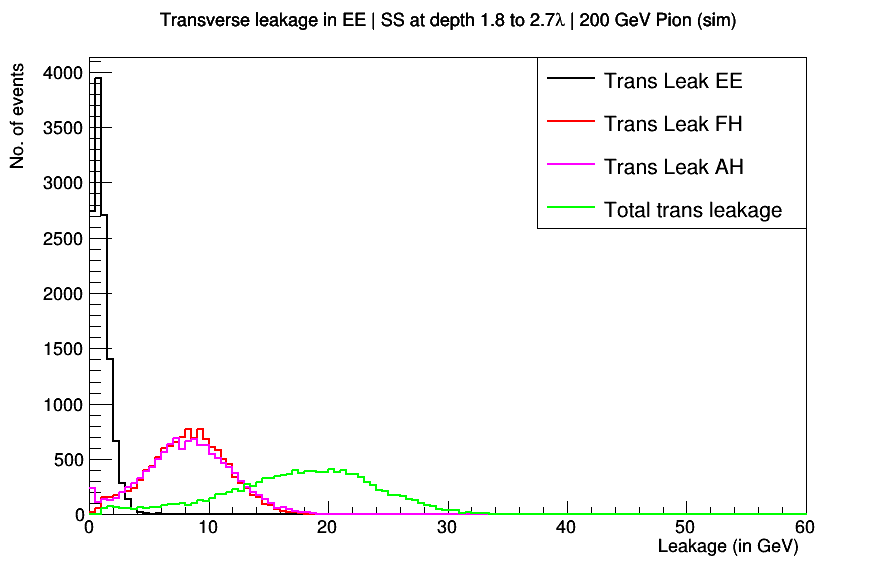 Transverse leakage in EE | SS at depth 1.8 to 2.7λ | 200 GeV Pion (sim)
No. of events
Trans Leak EE
Trans Leak FH
Trans Leak AH
Total trans leakage
4000
3500
3000
2500
2000
1500
1000
500
0
0 10 20 30 40 50 60
Leakage (in GeV)